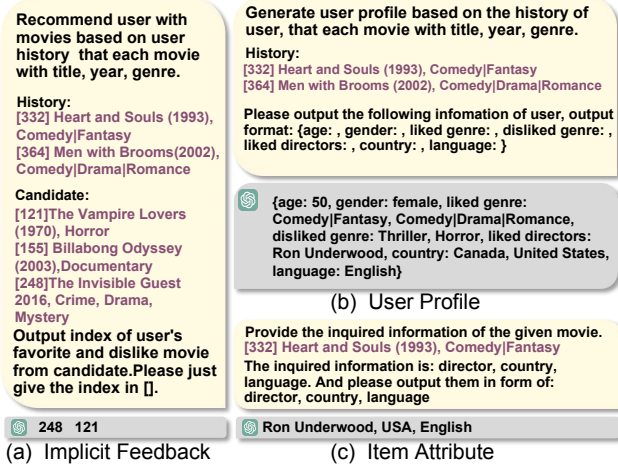 Recommend user with
movies based on user
history that each movie
with title, year, genre.
History:
[332] Heart and Souls (1993),
Comedy|Fantasy
[364] Men with Brooms(2002),
Comedy|Drama|Romance
Candidate:
[121]The Vampire Lovers
(1970), Horror
[155] Billabong Odyssey
(2003),Documentary
[248]The Invisible Guest
2016, Crime, Drama,
Mystery
Output index of user's
favorite and dislike movie
from candidate.Please just
give the index in [].
248 121
(a) Implicit Feedback
Generate user profile based on the history of
user, that each movie with title, year, genre.
History:
[332] Heart and Souls (1993), Comedy|Fantasy
[364] Men with Brooms (2002), Comedy|Drama|Romance
Please output the following infomation of user, output
format: {age: , gender: , liked genre: , disliked genre: ,
liked directors: , country: , language: }
{age: 50, gender: female, liked genre:
Comedy|Fantasy, Comedy|Drama|Romance,
disliked genre: Thriller, Horror, liked directors:
Ron Underwood, country: Canada, United States,
language: English}
(b) User Profile
Provide the inquired information of the given movie.
[332] Heart and Souls (1993), Comedy|Fantasy
The inquired information is: director, country,
language. And please output them in form of:
director, country, language
Ron Underwood, USA, English
(c) Item Attribute